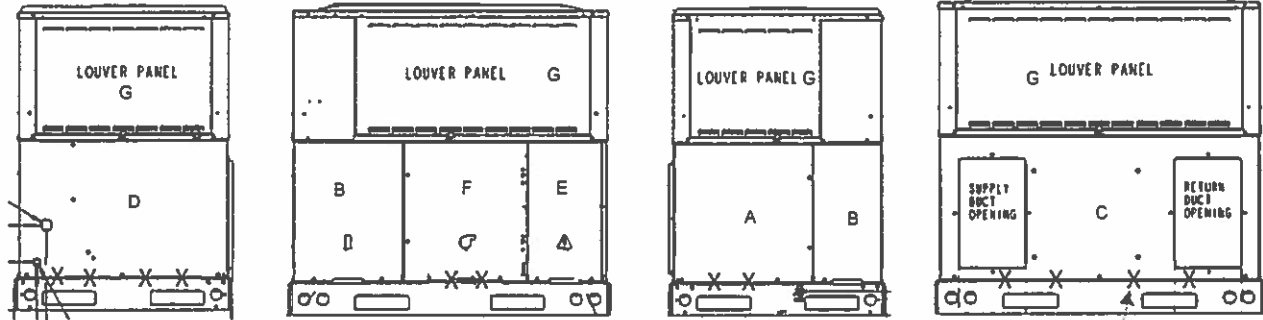 LOUVER PANEL
G
D
LOUVER PANEL G
B F E
LOUVER PANEL G
A B
G LOUVER PANEL
SUPPLY
DUCT
OPENING
C
RETURN
DUCT
OPENING